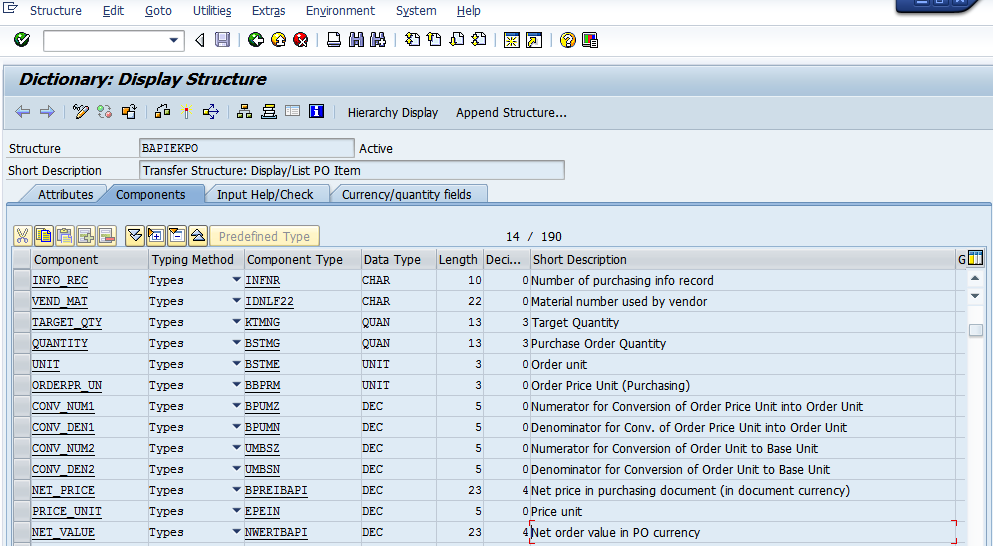 Structure Edit Goto Utilities Extras Environment System Help
Dictionary: Display Structure
Hierarchy Display Append Structure...
Structure BAPIEKPO Active
Short Description Transfer Structure: Display/List PO Item
Attributes Components Input Help/Check Currency/quantity fields
Predefined Type 14 / 190
Component Typing Method Component Type Data Type Length Deci... Short Description G
INFO_REC Types INFNR CHAR 10 0 Number of purchasing info record
VEND_MAT Types IDNLF22 CHAR 22 0 Material number used by vendor
TARGET_QTY Types KTMNG QUAN 13 3 Target Quantity
QUANTITY Types BSTMG QUAN 13 3 Purchase Order Quantity
UNIT Types BSTME UNIT 3 0 Order unit
ORDERPR_UN Types BBPRM UNIT 3 0 Order Price Unit (Purchasing)
CONV_NUM1 Types BPUMZ DEC 5 0 Numerator for Conversion of Order Price Unit into Order Unit
CONV_DEN1 Types BPUMN DEC 5 0 Denominator for Conv. of Order Price Unit into Order Unit
CONV_NUM2 Types UMBSZ DEC 5 0 Numerator for Conversion of Order Unit to Base Unit
CONV_DEN2 Types UMBSN DEC 5 0 Denominator for Conversion of Order Unit to Base Unit
NET_PRICE Types BPREIBAPI DEC 23 4 Net price in purchasing document (in document currency)
PRICE_UNIT Types EPEIN DEC 5 0 Price unit
NET_VALUE Types NWERTBAPI DEC 23 4 Net order value in PO currency